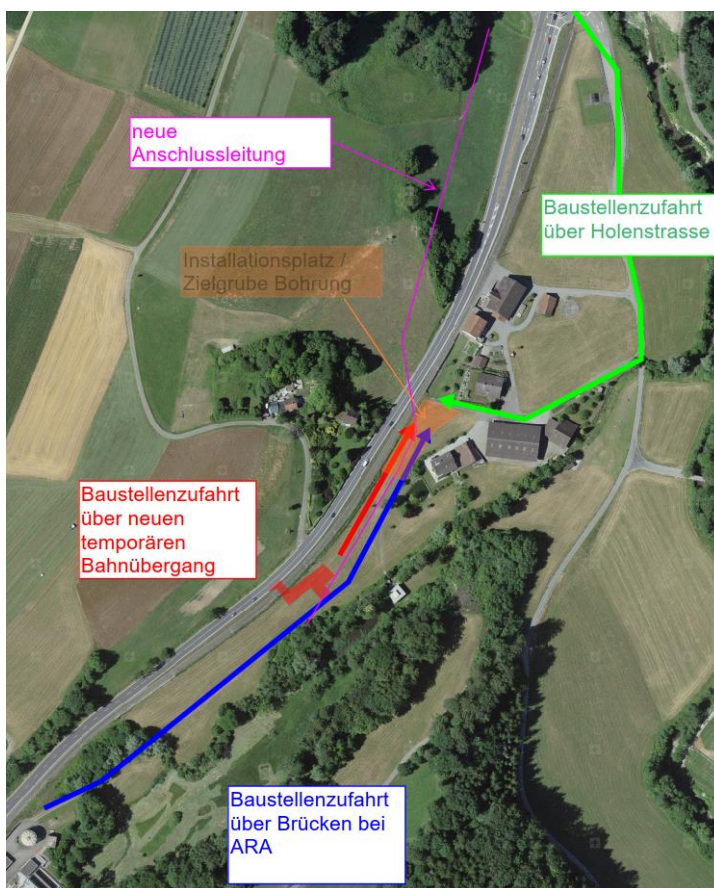 neue
Anschlussleitung
Baustellenzufahrt
über Holenstrasse
Installationsplatz /
Zielgrube Bohrung
Baustellenzufahrt
über neuen
temporären
Bahnübergang
Baustellenzufahrt
über Brücken bei
ARA